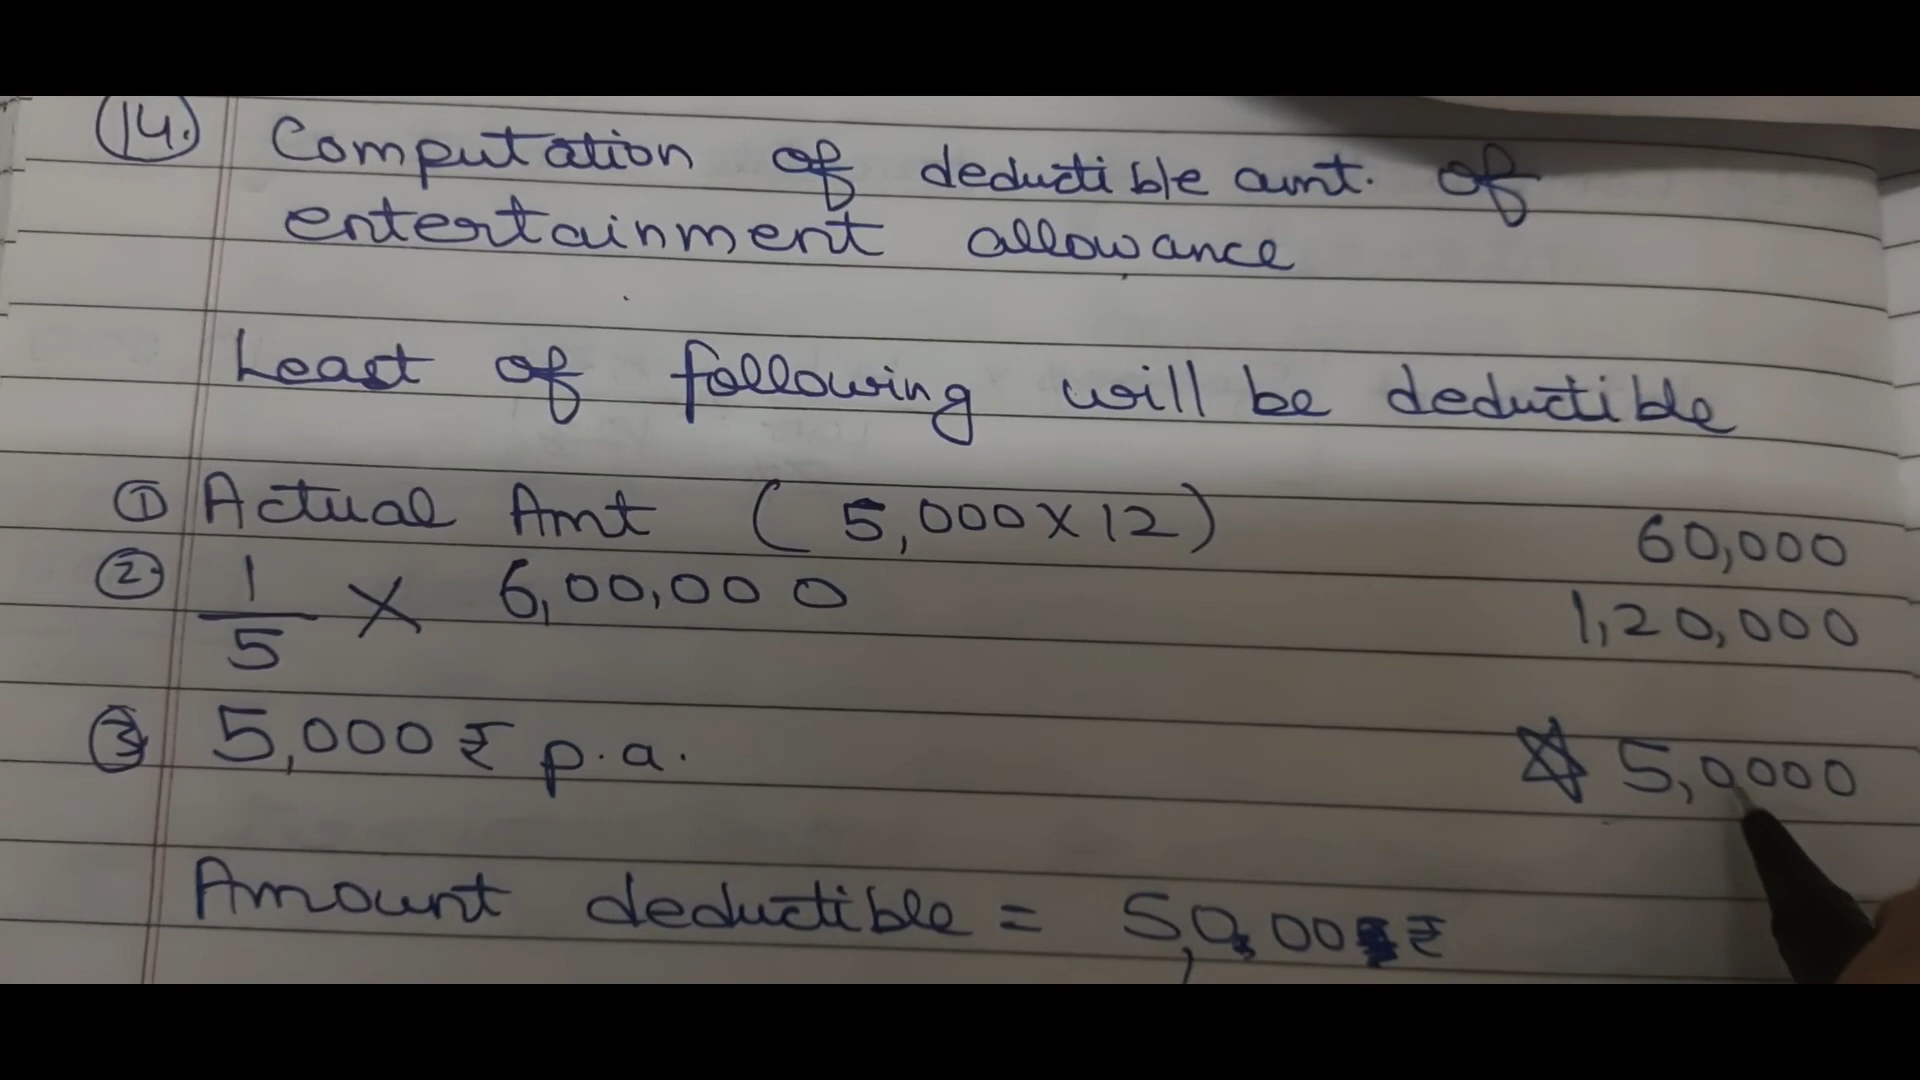 14. Computation of deductible amt. of
entertainment allowance
Least of following will be deductible
① Actual Amt (5,000 x 12) 60,000
② 1/5 x 6,00,000 1,20,000
③ 5,000 ₹ p.a. ☆ 5,0000
Amount deductible = 5,000 ₹